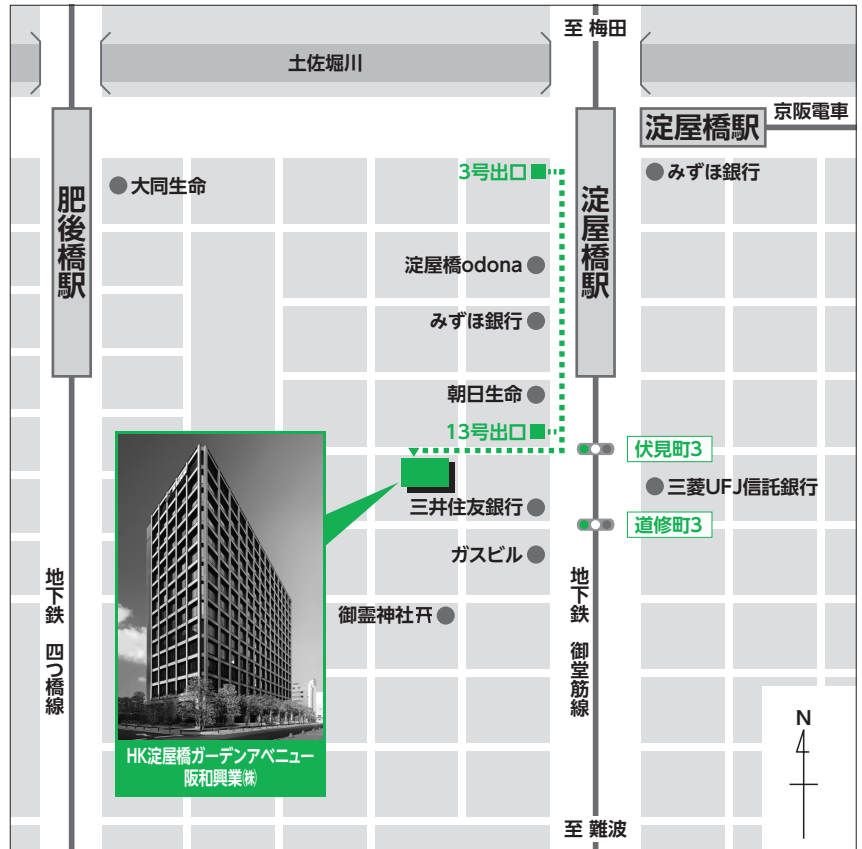 至 梅田
土佐堀川
京阪電車
淀屋橋駅
3号出口
みずほ銀行
大同生命
肥後橋駅
淀屋橋駅
淀屋橋odona
みずほ銀行
朝日生命
13号出口
伏見町3
三菱UFJ信託銀行
三井住友銀行
道修町3
ガスビル
地下鉄 四つ橋線
地下鉄 御堂筋線
御霊神社
N
HK淀屋橋ガーデンアベニュー
阪和興業㈱
至 難波